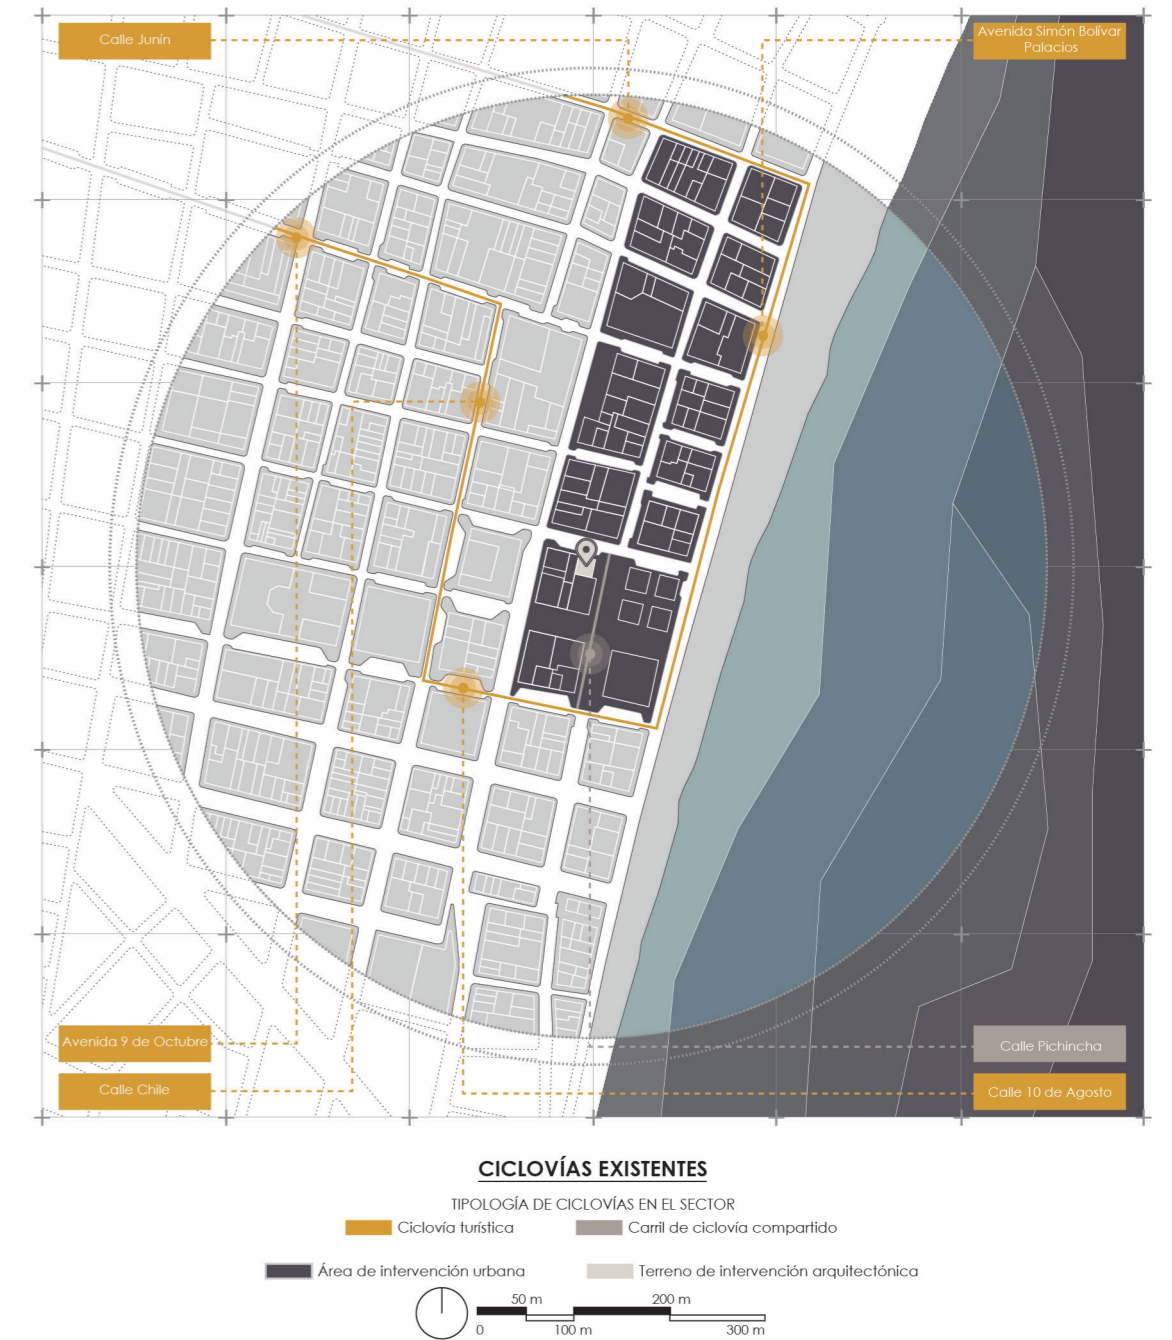 Calle Junín
Avenida Simón Bolívar
Palacios
Avenida 9 de Octubre
Calle Pichincha
Calle Chile
Calle 10 de Agosto
CICLOVÍAS EXISTENTES
TIPOLOGÍA DE CICLOVÍAS EN EL SECTOR
Ciclovía turística
Carril de ciclovía compartido
Área de intervención urbana
Terreno de intervención arquitectónica
50 m
200 m
0
100 m
300 m